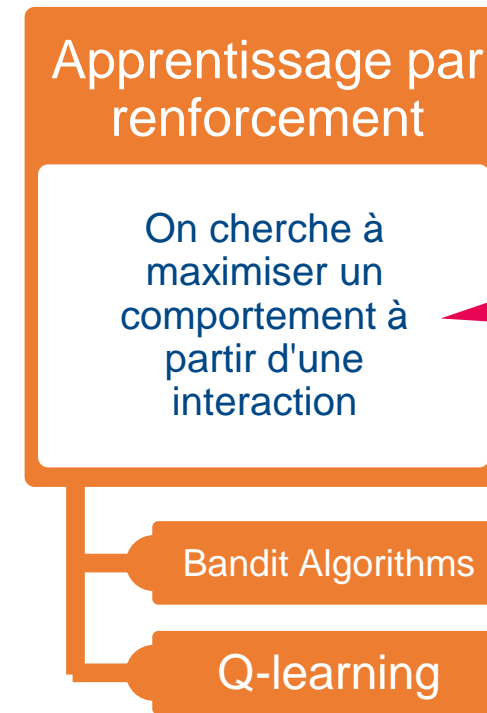 Apprentissage par
renforcement
On cherche à
maximiser un
comportement à
partir d'une
interaction
Bandit Algorithms
Q-learning